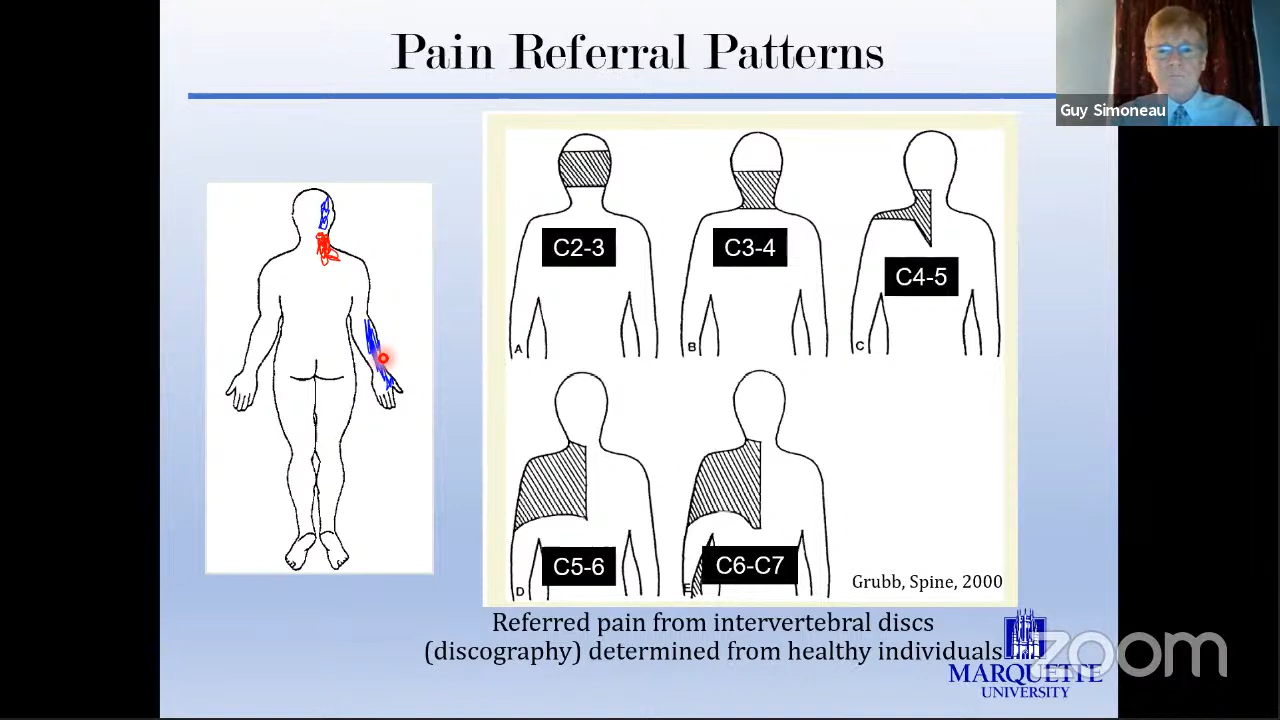 Pain Referral Patterns
Guy Simoneau
C2-3
C3-4
C4-5
A
B
C
C5-6
C6-C7
D
E
Grubb, Spine, 2000
Referred pain from intervertebral discs
(discography) determined from healthy individuals
zoom
MARQUETTE
UNIVERSITY